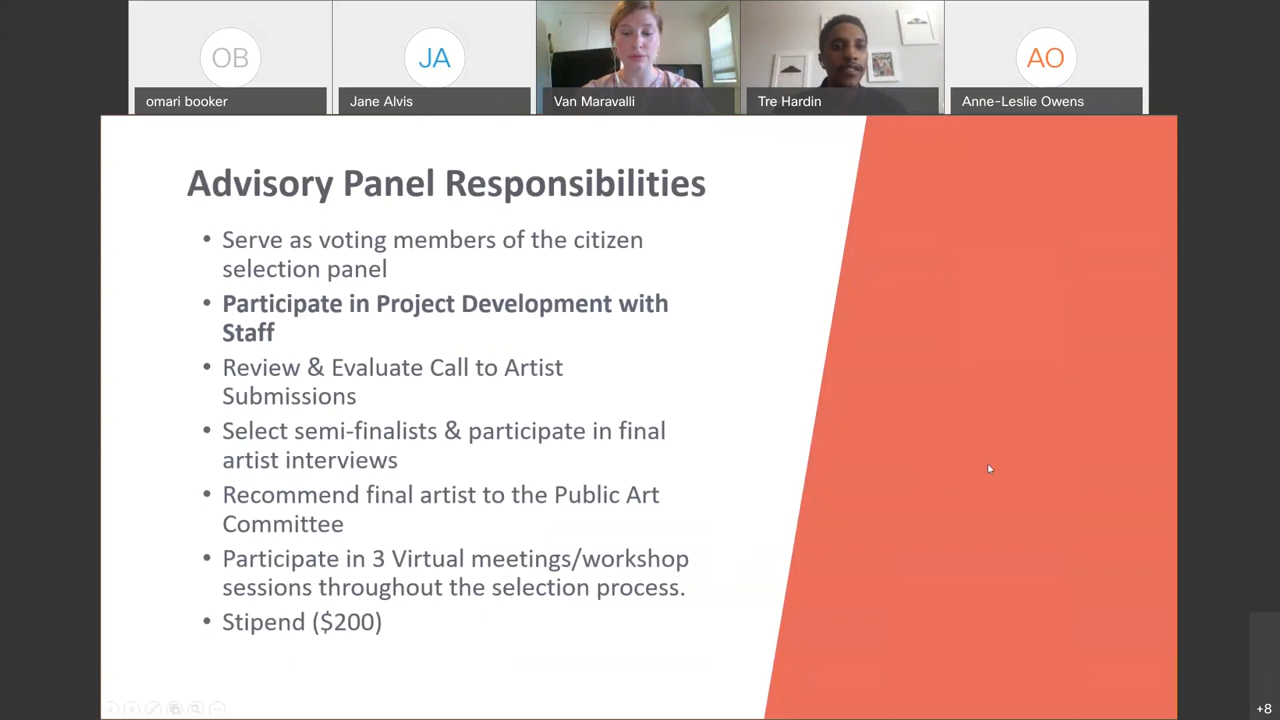 OB
JA
AO
omari booker
Jane Alvis
Van Maravalli
Tre Hardin
Anne-Leslie Owens
Advisory Panel Responsibilities
• Serve as voting members of the citizen
selection panel
• Participate in Project Development with
Staff
• Review & Evaluate Call to Artist
Submissions
• Select semi-finalists & participate in final
artist interviews
• Recommend final artist to the Public Art
Committee
• Participate in 3 Virtual meetings/workshop
sessions throughout the selection process.
• Stipend ($200)
+8